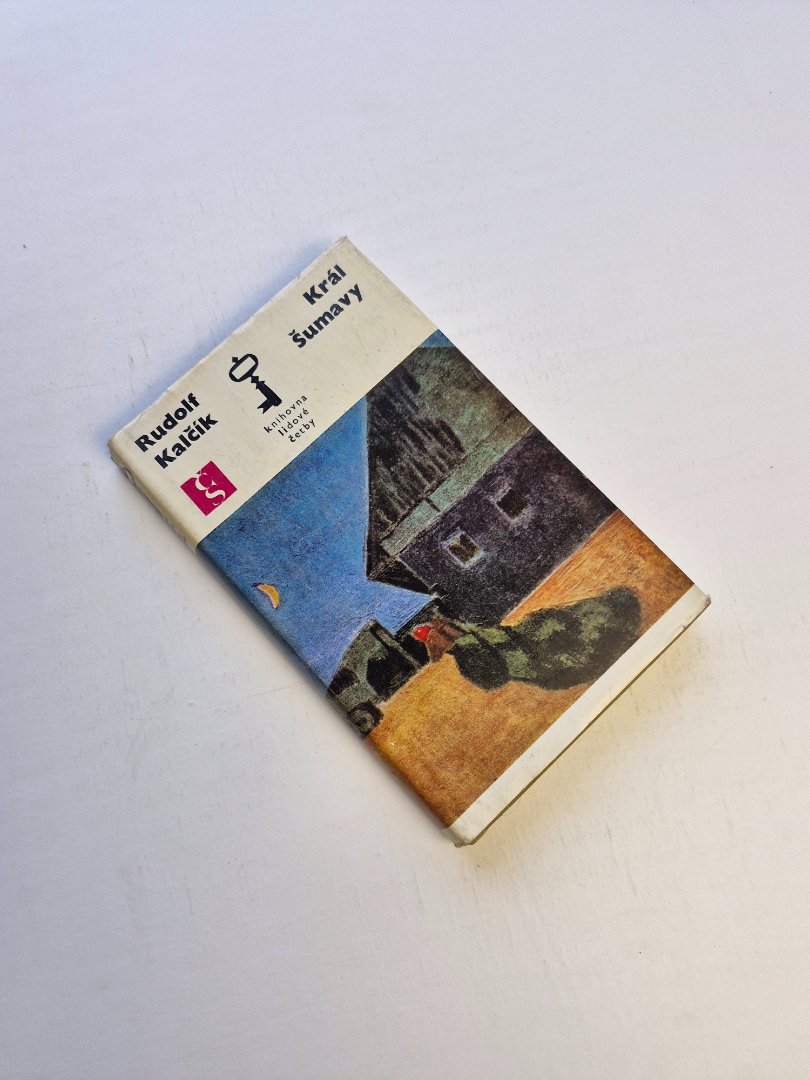 Rudolf
Kalčík
knihovna
lidové
četby
Král
Šumavy
čs